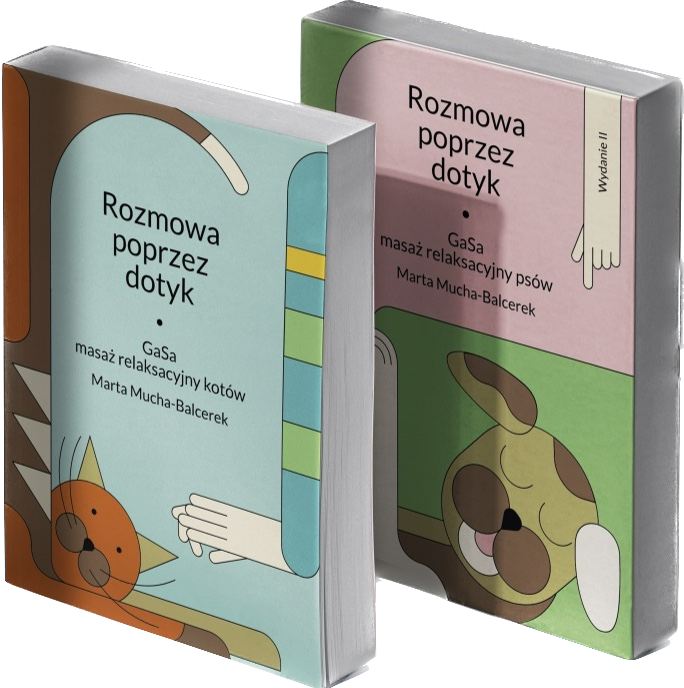 Rozmowa
poprzez
dotyk
•
GaSa
masaż relaksacyjny kotów
Marta Mucha-Balcerek
Rozmowa
poprzez
dotyk
•
GaSa
masaż relaksacyjny psów
Marta Mucha-Balcerek
Wydanie II